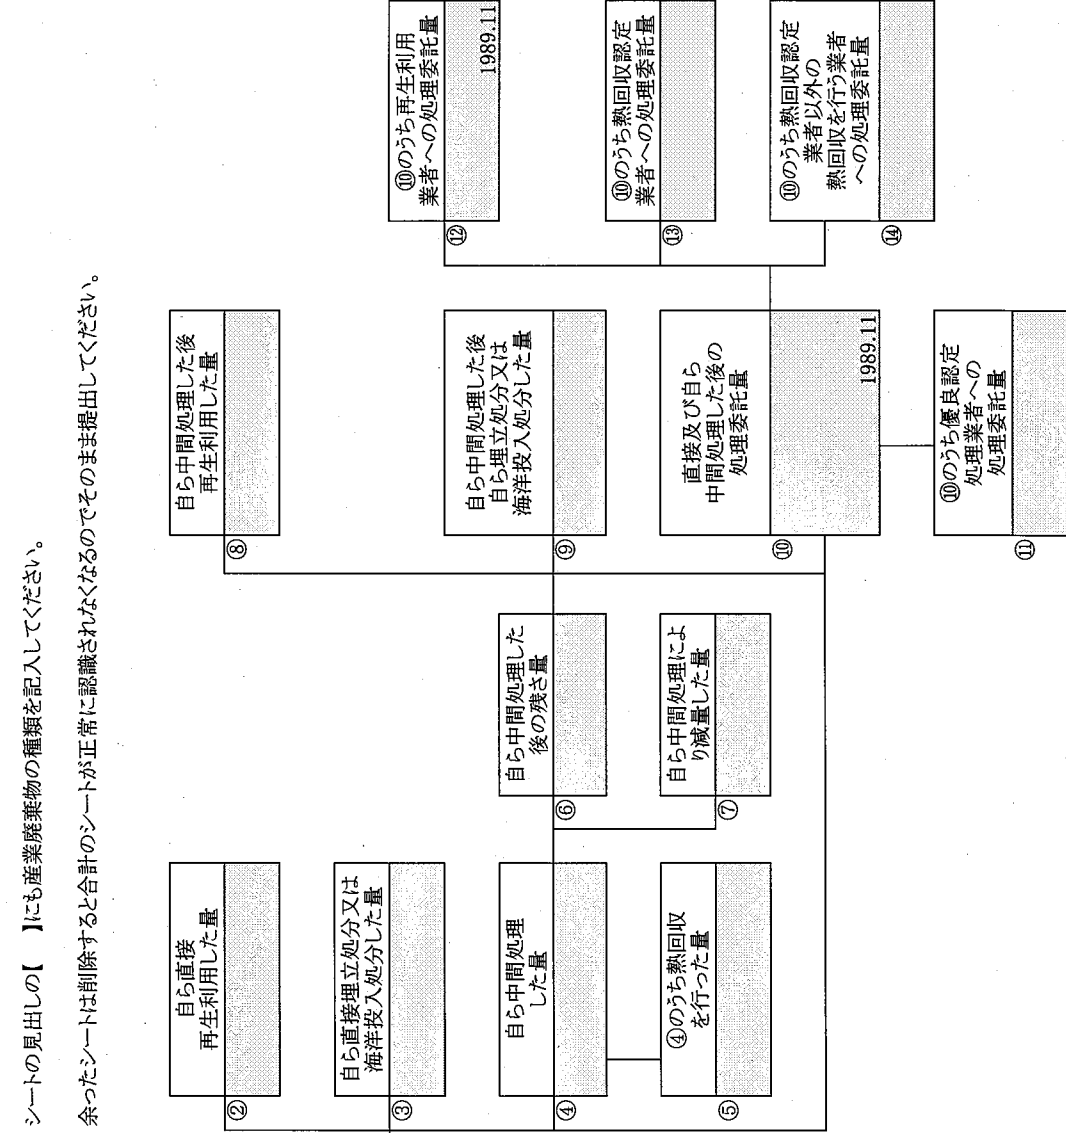 シートの見出しの【　】にも産業廃棄物の種類を記入してください。
余ったシートは削除すると合計のシートが正常に認識されなくなるのでそのまま提出してください。
②
自ら直接
再生利用した量
③
自ら直接埋立処分又は
海洋投入処分した量
④
自ら中間処理
した量
⑤
④のうち熱回収
を行った量
⑥
自ら中間処理した
後の残さ量
⑦
自ら中間処理によ
り減量した量
⑧
自ら中間処理した後
再生利用した量
⑨
自ら中間処理した後
自ら埋立処分又は
海洋投入処分した量
⑩
直接及び自ら
中間処理した後の
処理委託量
1989.11
⑪
⑩のうち優良認定
処理業者への
処理委託量
⑫
⑩のうち再生利用
業者への処理委託量
1989.11
⑬
⑩のうち熱回収認定
業者への処理委託量
⑭
⑩のうち熱回収認定
業者以外の
熱回収を行う業者
への処理委託量